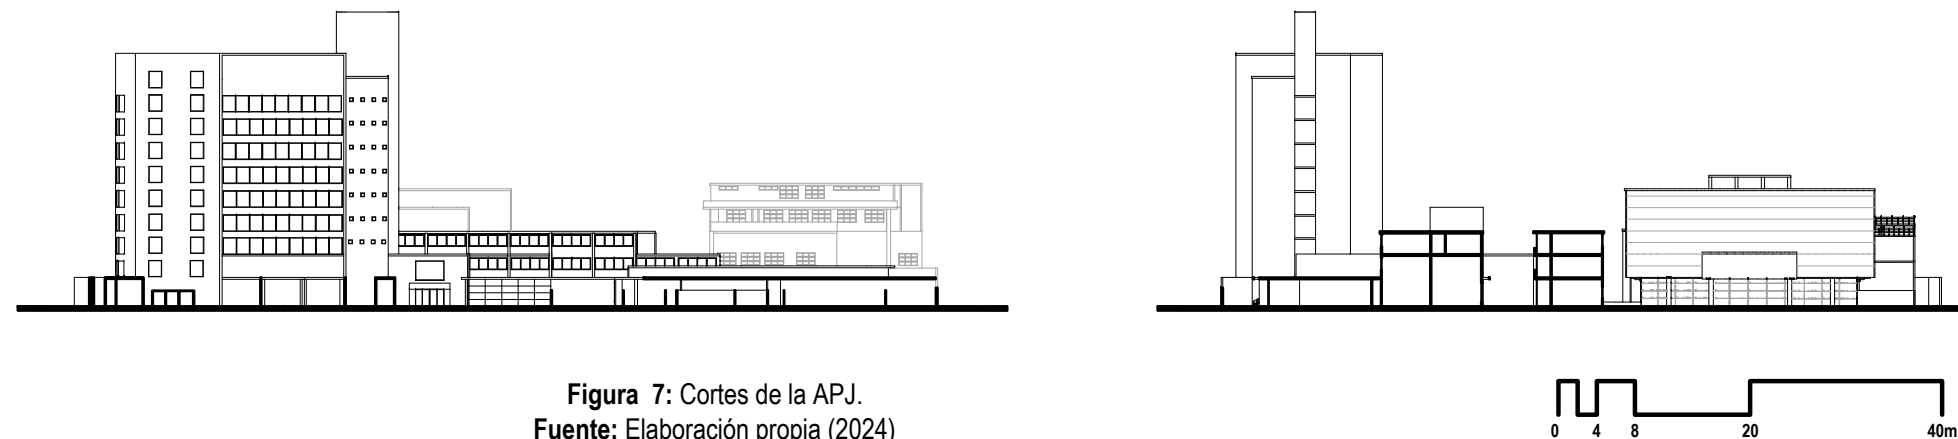 Figura 7: Cortes de la APJ.
Fuente: Elaboración propia (2024)
0 4 8 20 40m